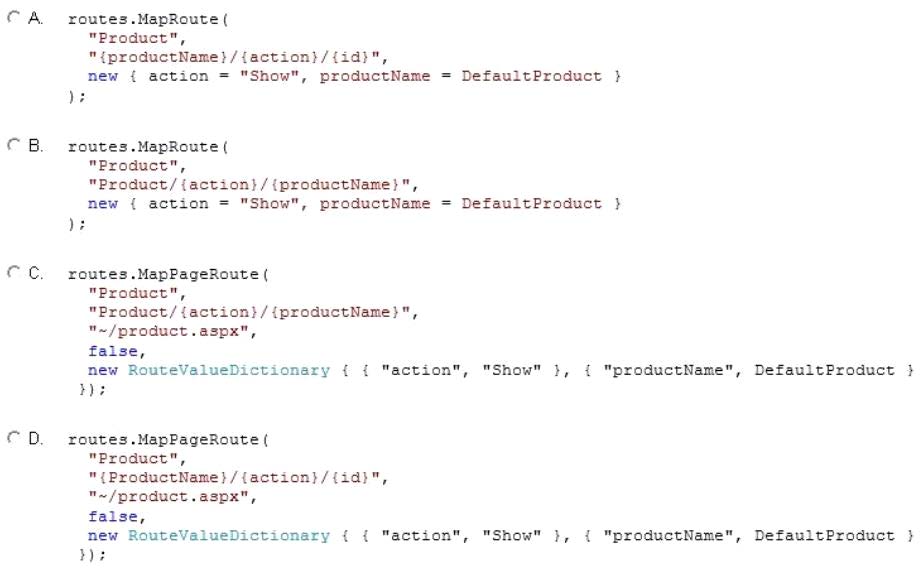 A. routes.MapRoute(
"Product",
"{productName}/{action}/{id}",
new { action = "Show", productName = DefaultProduct }
);
B. routes.MapRoute(
"Product",
"Product/{action}/{productName}",
new { action = "Show", productName = DefaultProduct }
);
C. routes.MapPageRoute(
"Product",
"Product/{action}/{productName}",
"~/product.aspx",
false,
new RouteValueDictionary { { "action", "Show" }, { "productName", DefaultProduct }
});
D. routes.MapPageRoute(
"Product",
"{ProductName}/{action}/{id}",
"~/product.aspx",
false,
new RouteValueDictionary { { "action", "Show" }, { "productName", DefaultProduct }
});